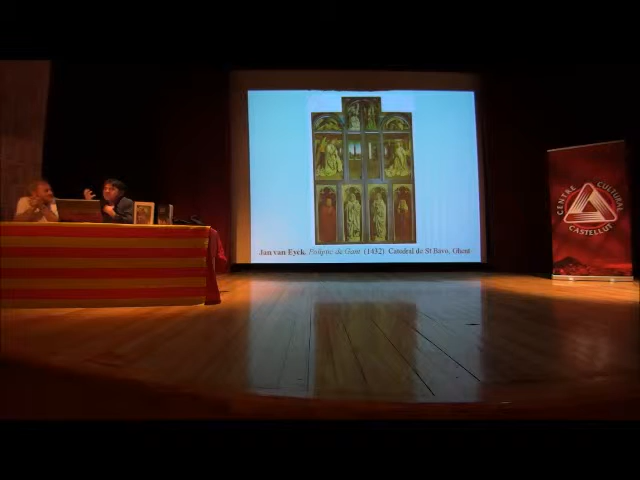 Jan van Eyck, Políptic de Gant (1432) Catedral de St Bavo, Ghent
CENTRE CULTURAL
CASTELLUT